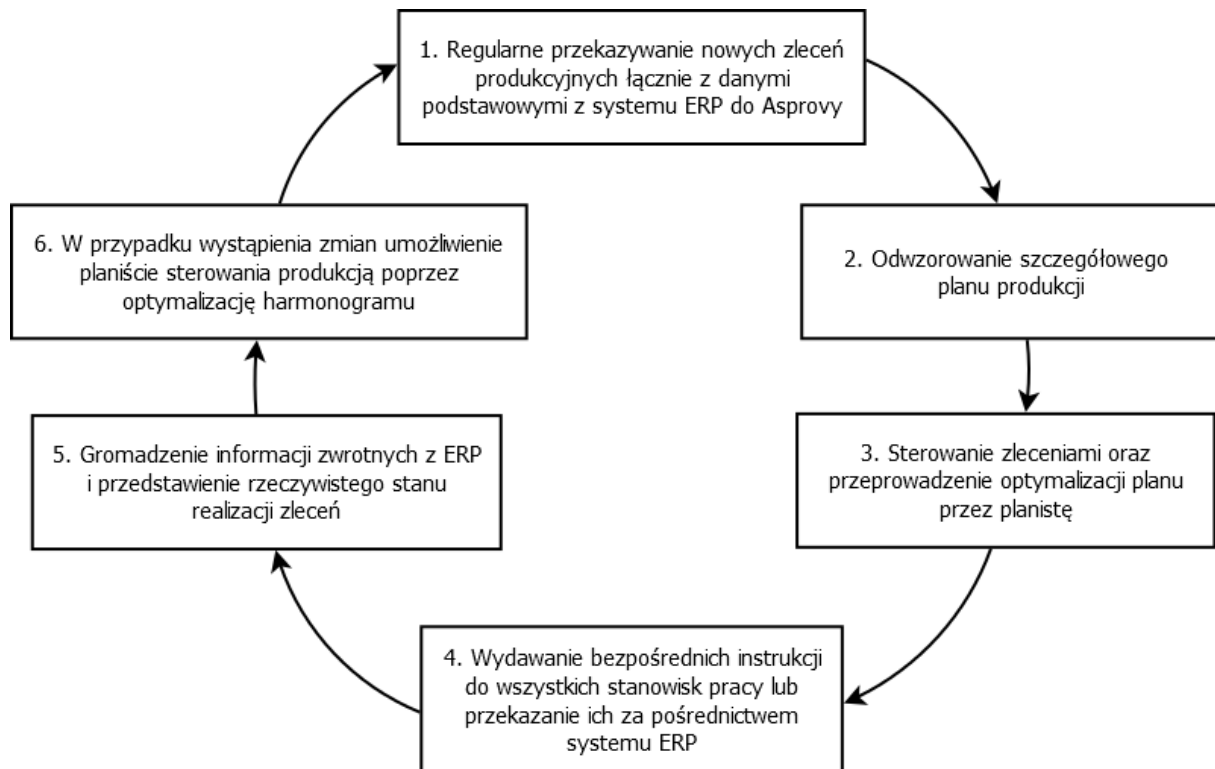 1. Regularne przekazywanie nowych zleceń
produkcyjnych łącznie z danymi
podstawowymi z systemu ERP do Asprovy
2. Odwzorowanie szczegółowego
planu produkcji
3. Sterowanie zleceniami oraz
przeprowadzenie optymalizacji planu
przez planistę
4. Wydawanie bezpośrednich instrukcji
do wszystkich stanowisk pracy lub
przekazanie ich za pośrednictwem
systemu ERP
5. Gromadzenie informacji zwrotnych z ERP
i przedstawienie rzeczywistego stanu
realizacji zleceń
6. W przypadku wystąpienia zmian umożliwienie
planiście sterowania produkcją poprzez
optymalizację harmonogramu